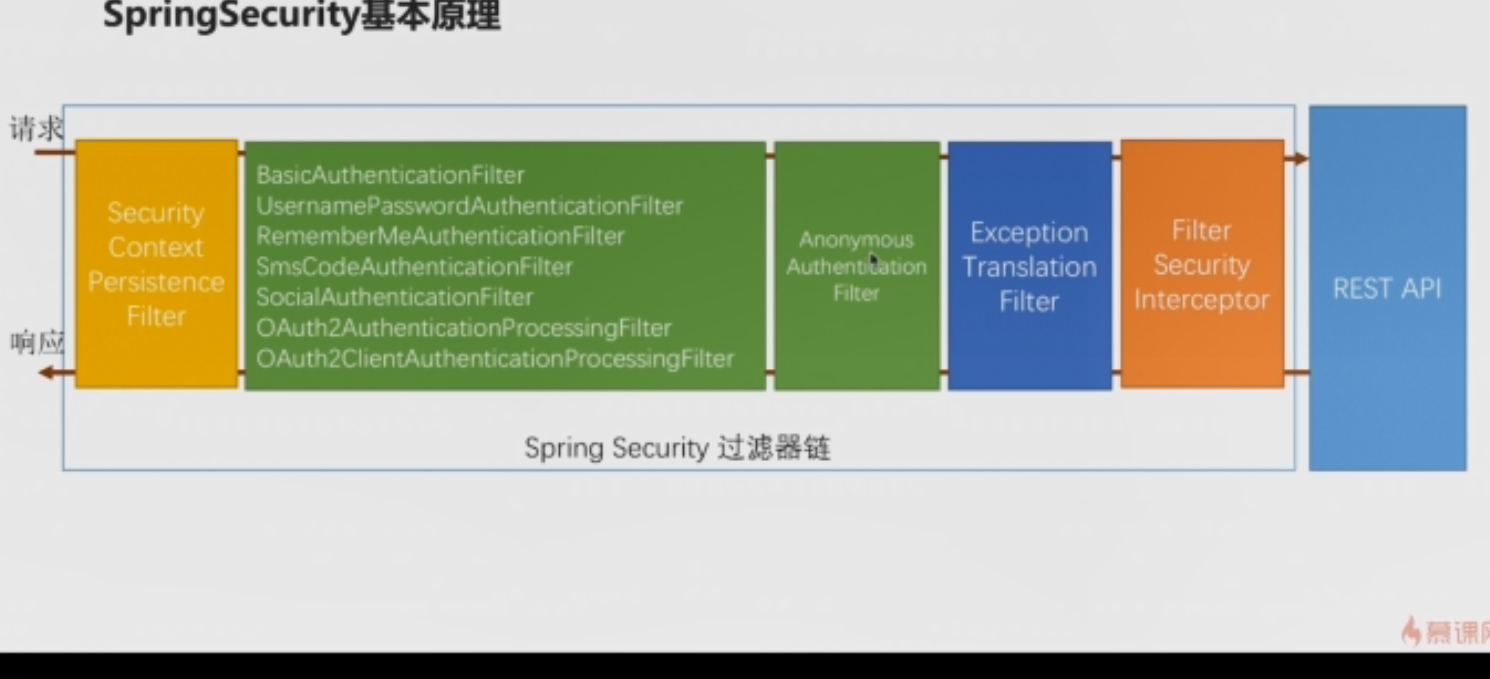 SpringSecurity基本原理
请求
响应
Security
Context
Persistence
Filter
BasicAuthenticationFilter
UsernamePasswordAuthenticationFilter
RememberMeAuthenticationFilter
SmsCodeAuthenticationFilter
SocialAuthenticationFilter
OAuth2AuthenticationProcessingFilter
OAuth2ClientAuthenticationProcessingFilter
Anonymous
Authentication
Filter
Exception
Translation
Filter
Filter
Security
Interceptor
REST API
Spring Security 过滤器链
慕课网